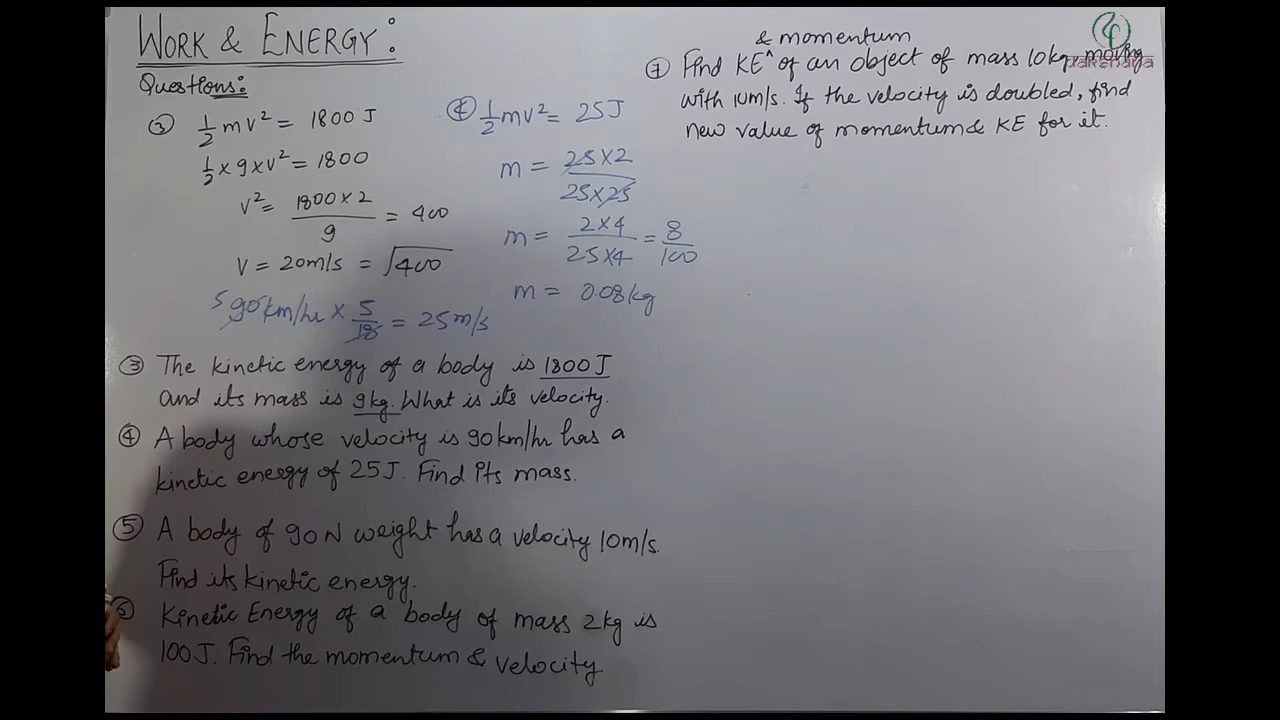 WORK & ENERGY:
Questions:
③ 1/2 mv² = 1800 J
1/2 × 9 × v² = 1800
v² = 1800 × 2 / 9 = 400
v = 20m/s = √400
5 90 km/hr × 5/18 = 25 m/s
④ 1/2 mv² = 25 J
m = 25 × 2 / 25 × 25
m = 2 × 4 / 25 × 4 = 8/100
m = 0.08 kg
③ The kinetic energy of a body is 1800 J
and its mass is 9kg. What is its velocity.
④ A body whose velocity is 90 km/hr has a
kinetic energy of 25 J. Find its mass.
⑤ A body of 90 N weight has a velocity 10m/s.
Find its kinetic energy.
⑥ Kinetic Energy of a body of mass 2 kg is
100 J. Find the momentum & velocity.
& momentum
⑦ Find KE ^ of an object of mass 10kg, moving
with 10m/s. If the velocity is doubled, find
new value of momentum & KE for it.